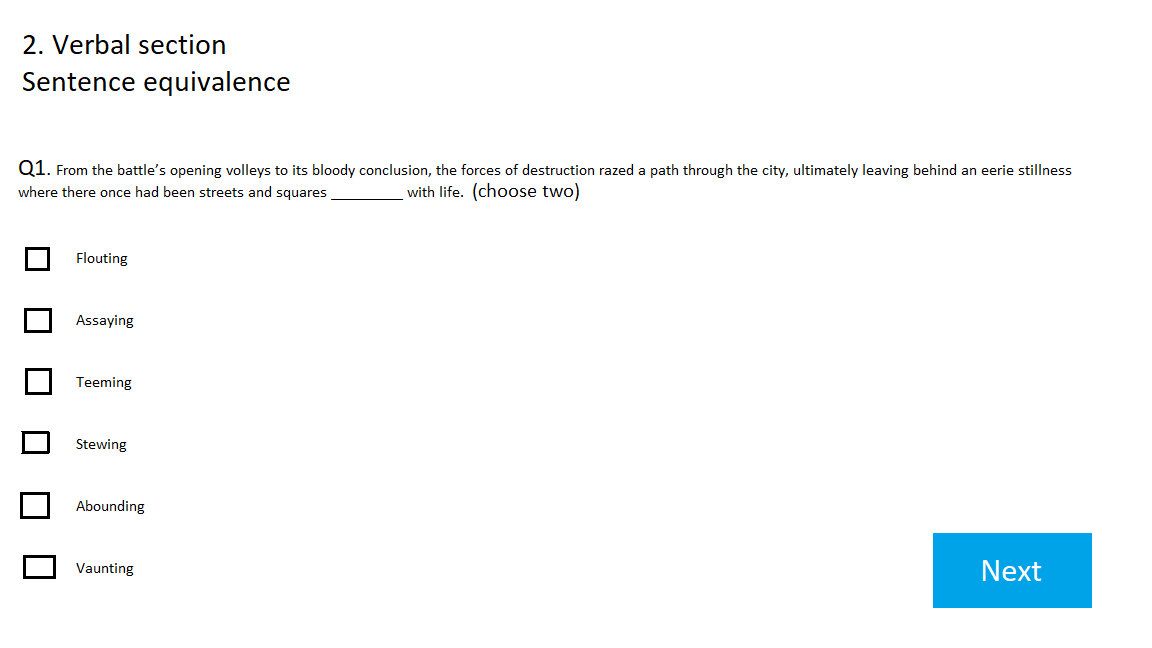 2. Verbal section
Sentence equivalence
Q1. From the battle’s opening volleys to its bloody conclusion, the forces of destruction razed a path through the city, ultimately leaving behind an eerie stillness
where there once had been streets and squares _________ with life. (choose two)
Flouting
Assaying
Teeming
Stewing
Abounding
Vaunting
Next